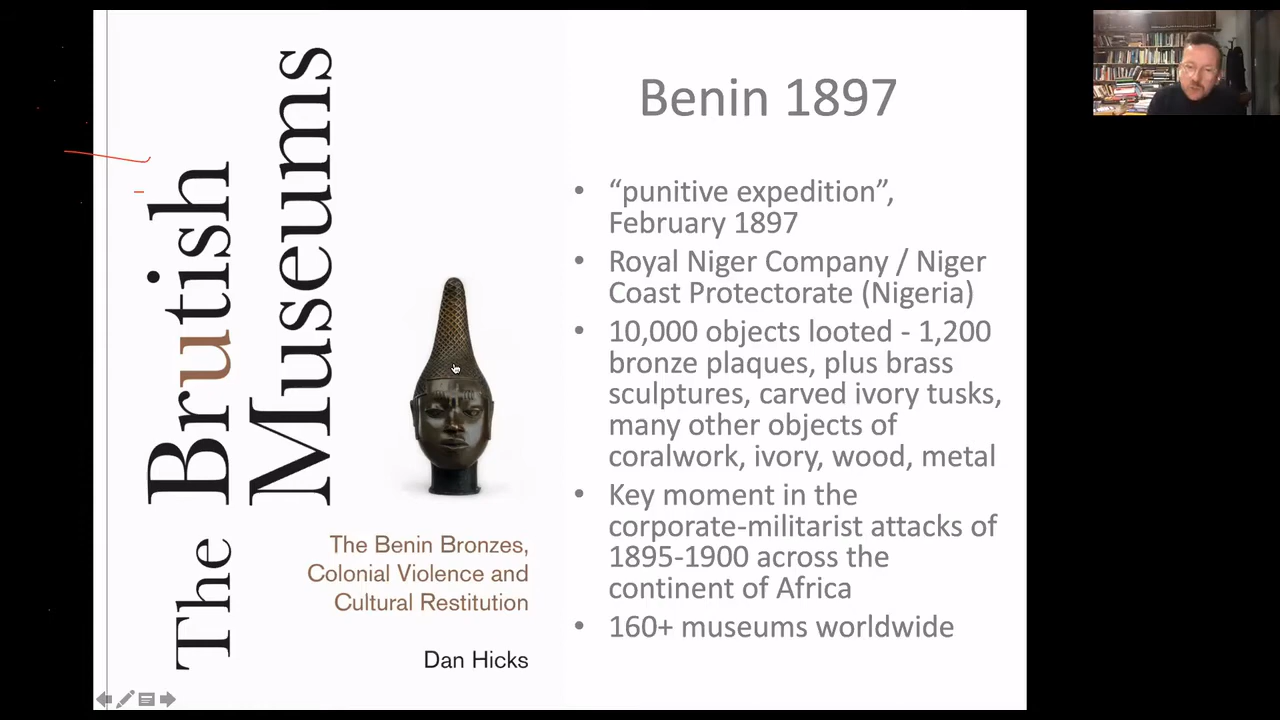 The Brutish
Museums
The Benin Bronzes,
Colonial Violence and
Cultural Restitution
Dan Hicks
Benin 1897
• “punitive expedition”,
February 1897
• Royal Niger Company / Niger
Coast Protectorate (Nigeria)
• 10,000 objects looted - 1,200
bronze plaques, plus brass
sculptures, carved ivory tusks,
many other objects of
coralwork, ivory, wood, metal
• Key moment in the
corporate-militarist attacks of
1895-1900 across the
continent of Africa
• 160+ museums worldwide